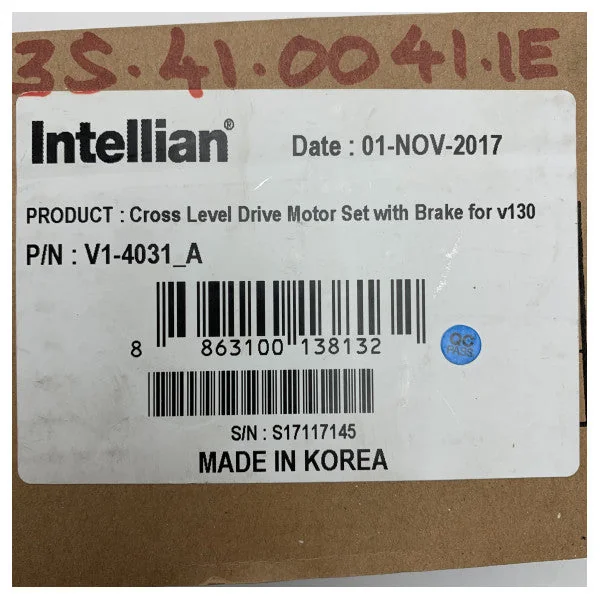 3S.41.0041.1E
Intellian®
Date : 01-NOV-2017
PRODUCT : Cross Level Drive Motor Set with Brake for v130
P/N : V1-4031_A
8 863100 138132
QC
PASS
S/N : S17117145
MADE IN KOREA